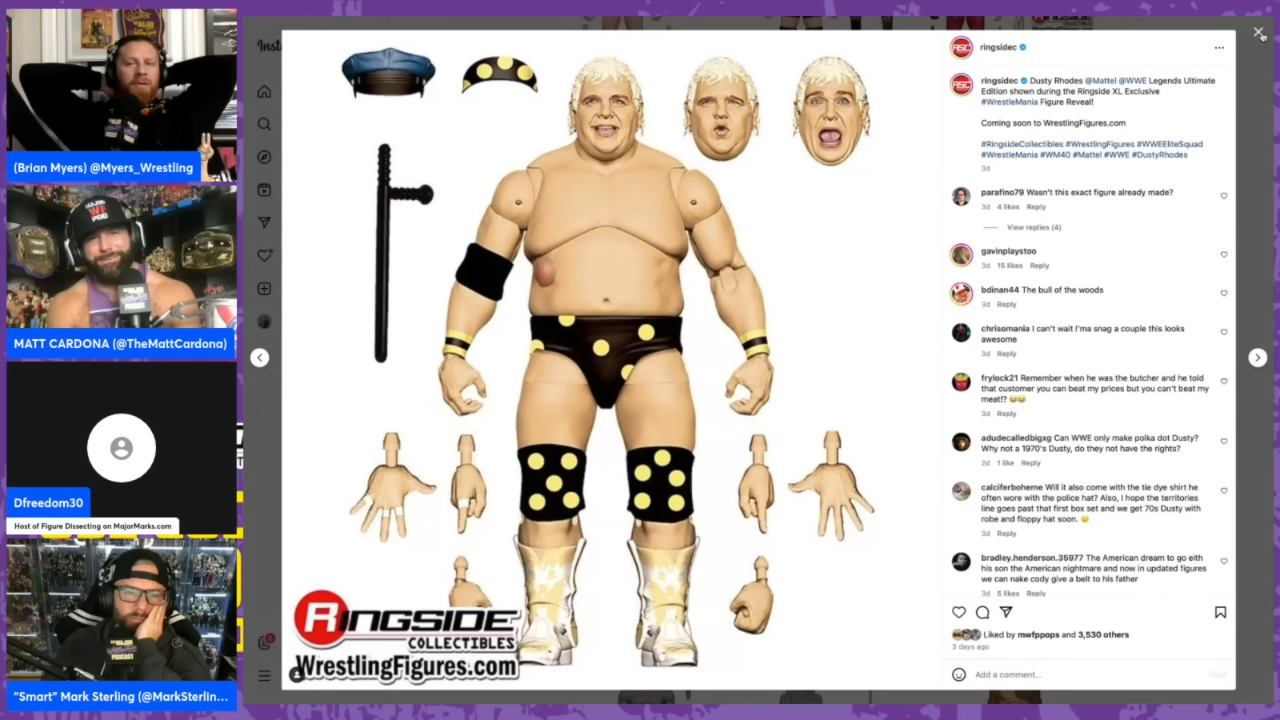 (Brian Myers) @Myers_Wrestling
MATT CARDONA (@TheMattCardona)
Dfreedom30
Host of Figure Dissecting on MajorMarks.com
"Smart" Mark Sterling (@MarkSterlin...
Inst
RINGSIDE
COLLECTIBLES
WrestlingFigures.com
RSC
ringsidec
ringsidec Dusty Rhodes @Mattel @WWE Legends Ultimate
Edition shown during the Ringside XL Exclusive
#WrestleMania Figure Reveal!
Coming soon to WrestlingFigures.com
#RingsideCollectibles #WrestlingFigures #WWEEliteSquad
#WrestleMania #WM40 #Mattel #WWE #DustyRhodes
3d
parafino79 Wasn't this exact figure already made?
3d 4 likes Reply
View replies (4)
gavinplaystoo
3d 15 likes Reply
bdinan44 The bull of the woods
3d Reply
chrisomania I can't wait I'ma snag a couple this looks
awesome
3d Reply
frylock21 Remember when he was the butcher and he told
that customer you can beat my prices but you can't beat my
meat!? 😂😂
3d Reply
adudecalledbigxg Can WWE only make polka dot Dusty?
Why not a 1970's Dusty, do they not have the rights?
2d 1 like Reply
calciferboheme Will it also come with the tie dye shirt he
often wore with the police hat? Also, I hope the territories
line goes past that first box set and we get 70s Dusty with
robe and floppy hat soon. 😊
3d Reply
bradley.henderson.35977 The American dream to go eith
his son the American nightmare and now in updated figures
we can nake cody give a belt to his father
3d 5 likes Reply
Liked by mwfppops and 3,530 others
3 days ago
Add a comment...
Post